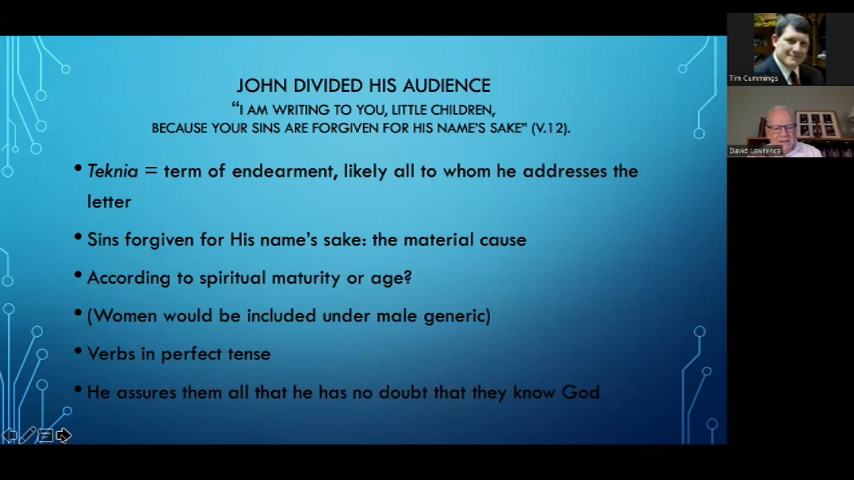 JOHN DIVIDED HIS AUDIENCE
“I AM WRITING TO YOU, LITTLE CHILDREN,
BECAUSE YOUR SINS ARE FORGIVEN FOR HIS NAME’S SAKE” (V.12).
• Teknia = term of endearment, likely all to whom he addresses the
letter
• Sins forgiven for His name’s sake: the material cause
• According to spiritual maturity or age?
• (Women would be included under male generic)
• Verbs in perfect tense
• He assures them all that he has no doubt that they know God
Tim Cummings
David Lawrence